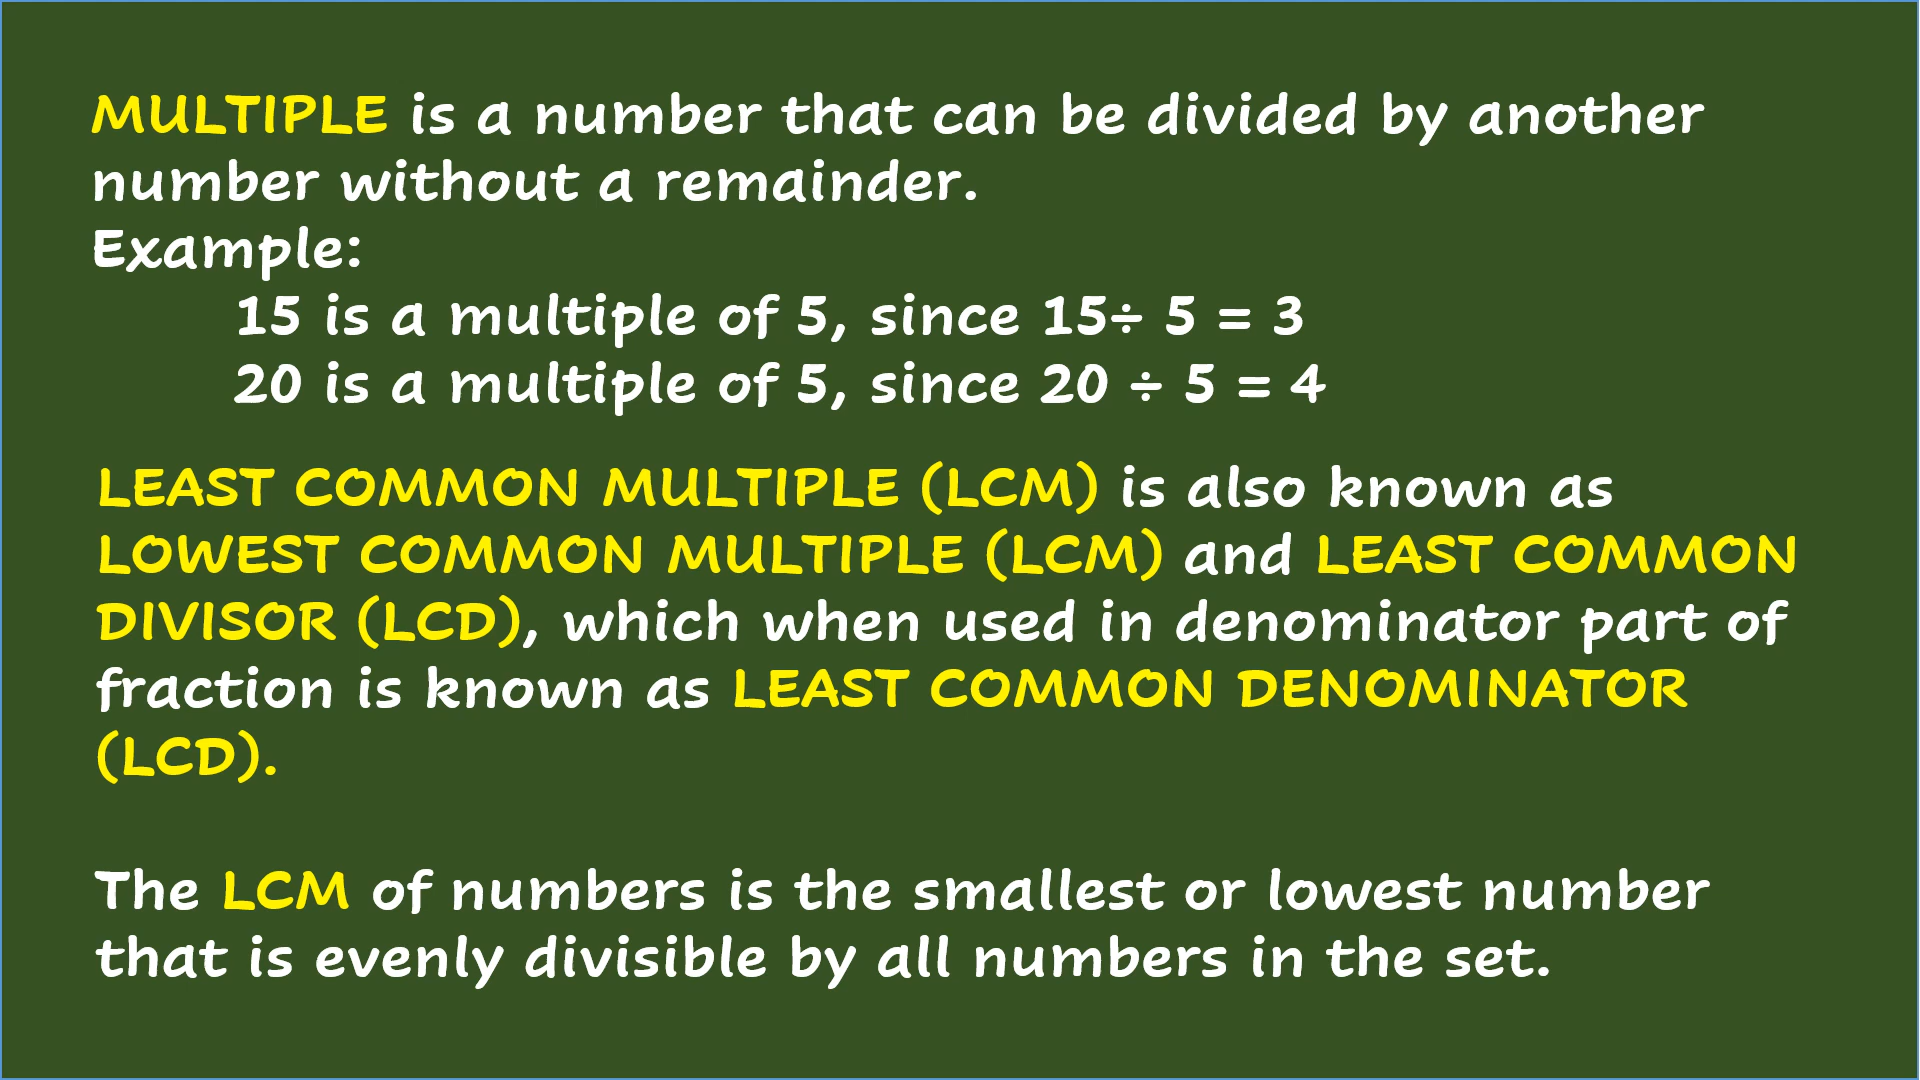 MULTIPLE is a number that can be divided by another
number without a remainder.
Example:
15 is a multiple of 5, since 15÷ 5 = 3
20 is a multiple of 5, since 20 ÷ 5 = 4
LEAST COMMON MULTIPLE (LCM) is also known as
LOWEST COMMON MULTIPLE (LCM) and LEAST COMMON
DIVISOR (LCD), which when used in denominator part of
fraction is known as LEAST COMMON DENOMINATOR
(LCD).
The LCM of numbers is the smallest or lowest number
that is evenly divisible by all numbers in the set.